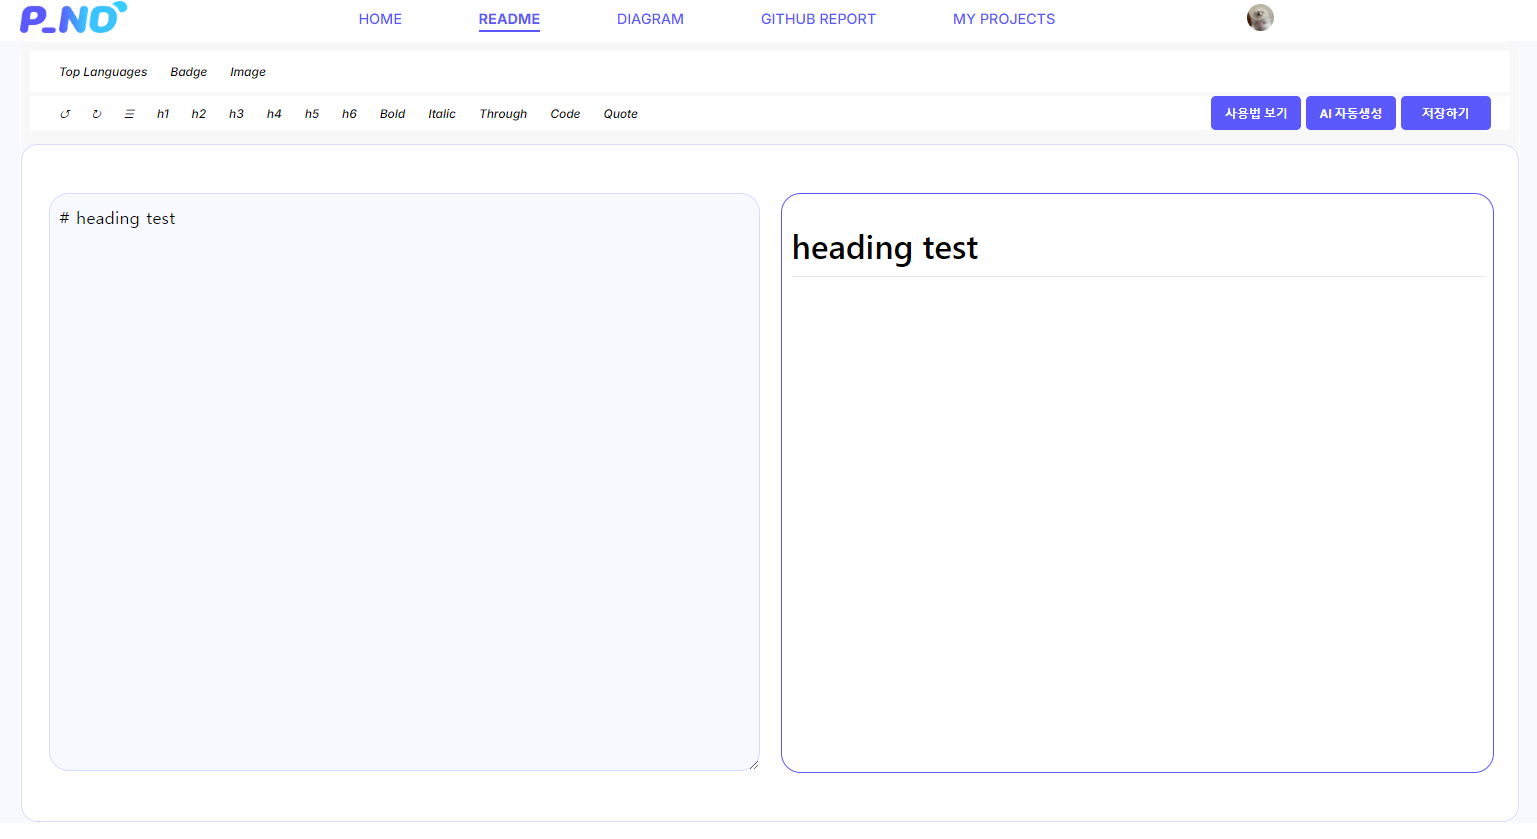 P_NO
HOME README DIAGRAM GITHUB REPORT MY PROJECTS
Top Languages Badge Image
↺ ↻ ☰ h1 h2 h3 h4 h5 h6 Bold Italic Through Code Quote 사용법 보기 AI 자동생성 저장하기
# heading test
heading test